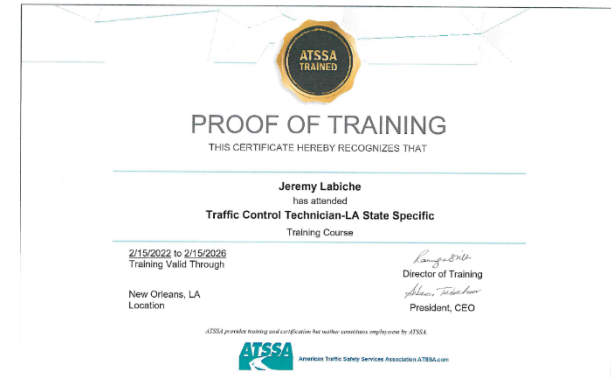 ATSSA
TRAINED
PROOF OF TRAINING
THIS CERTIFICATE HEREBY RECOGNIZES THAT
Jeremy Labiche
has attended
Traffic Control Technician-LA State Specific
Training Course
2/15/2022 to 2/15/2026
Training Valid Through
Director of Training
New Orleans, LA
Location
President, CEO
ATSSA provides training and certification but neither constitutes employment by ATSSA.
ATSSA
American Traffic Safety Services Association ATSSA.com